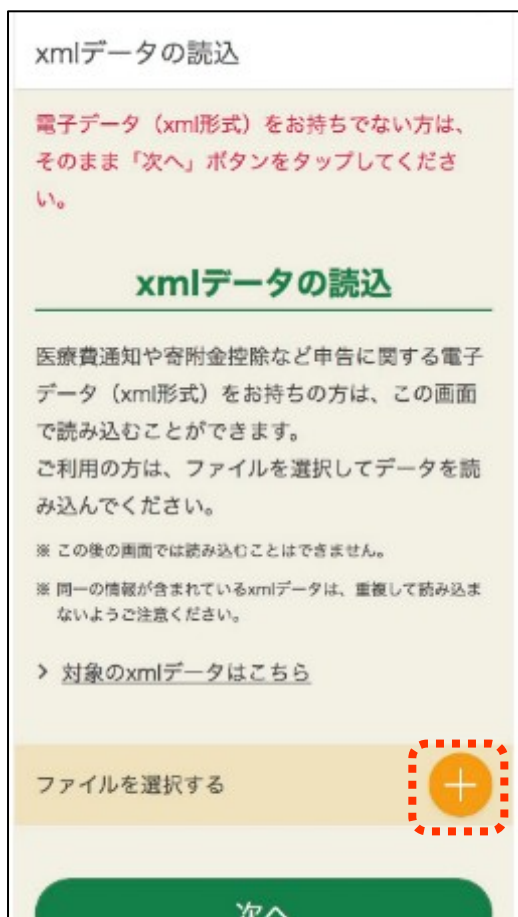 xmlデータの読込
電子データ（xml形式）をお持ちでない方は、
そのまま「次へ」ボタンをタップしてくださ
い。
xmlデータの読込
医療費通知や寄附金控除など申告に関する電子
データ（xml形式）をお持ちの方は、この画面
で読み込むことができます。
ご利用の方は、ファイルを選択してデータを読
み込んでください。
※ この後の画面では読み込むことはできません。
※ 同一の情報が含まれているxmlデータは、重複して読み込ま
ないようご注意ください。
> 対象のxmlデータはこちら
ファイルを選択する
次へ